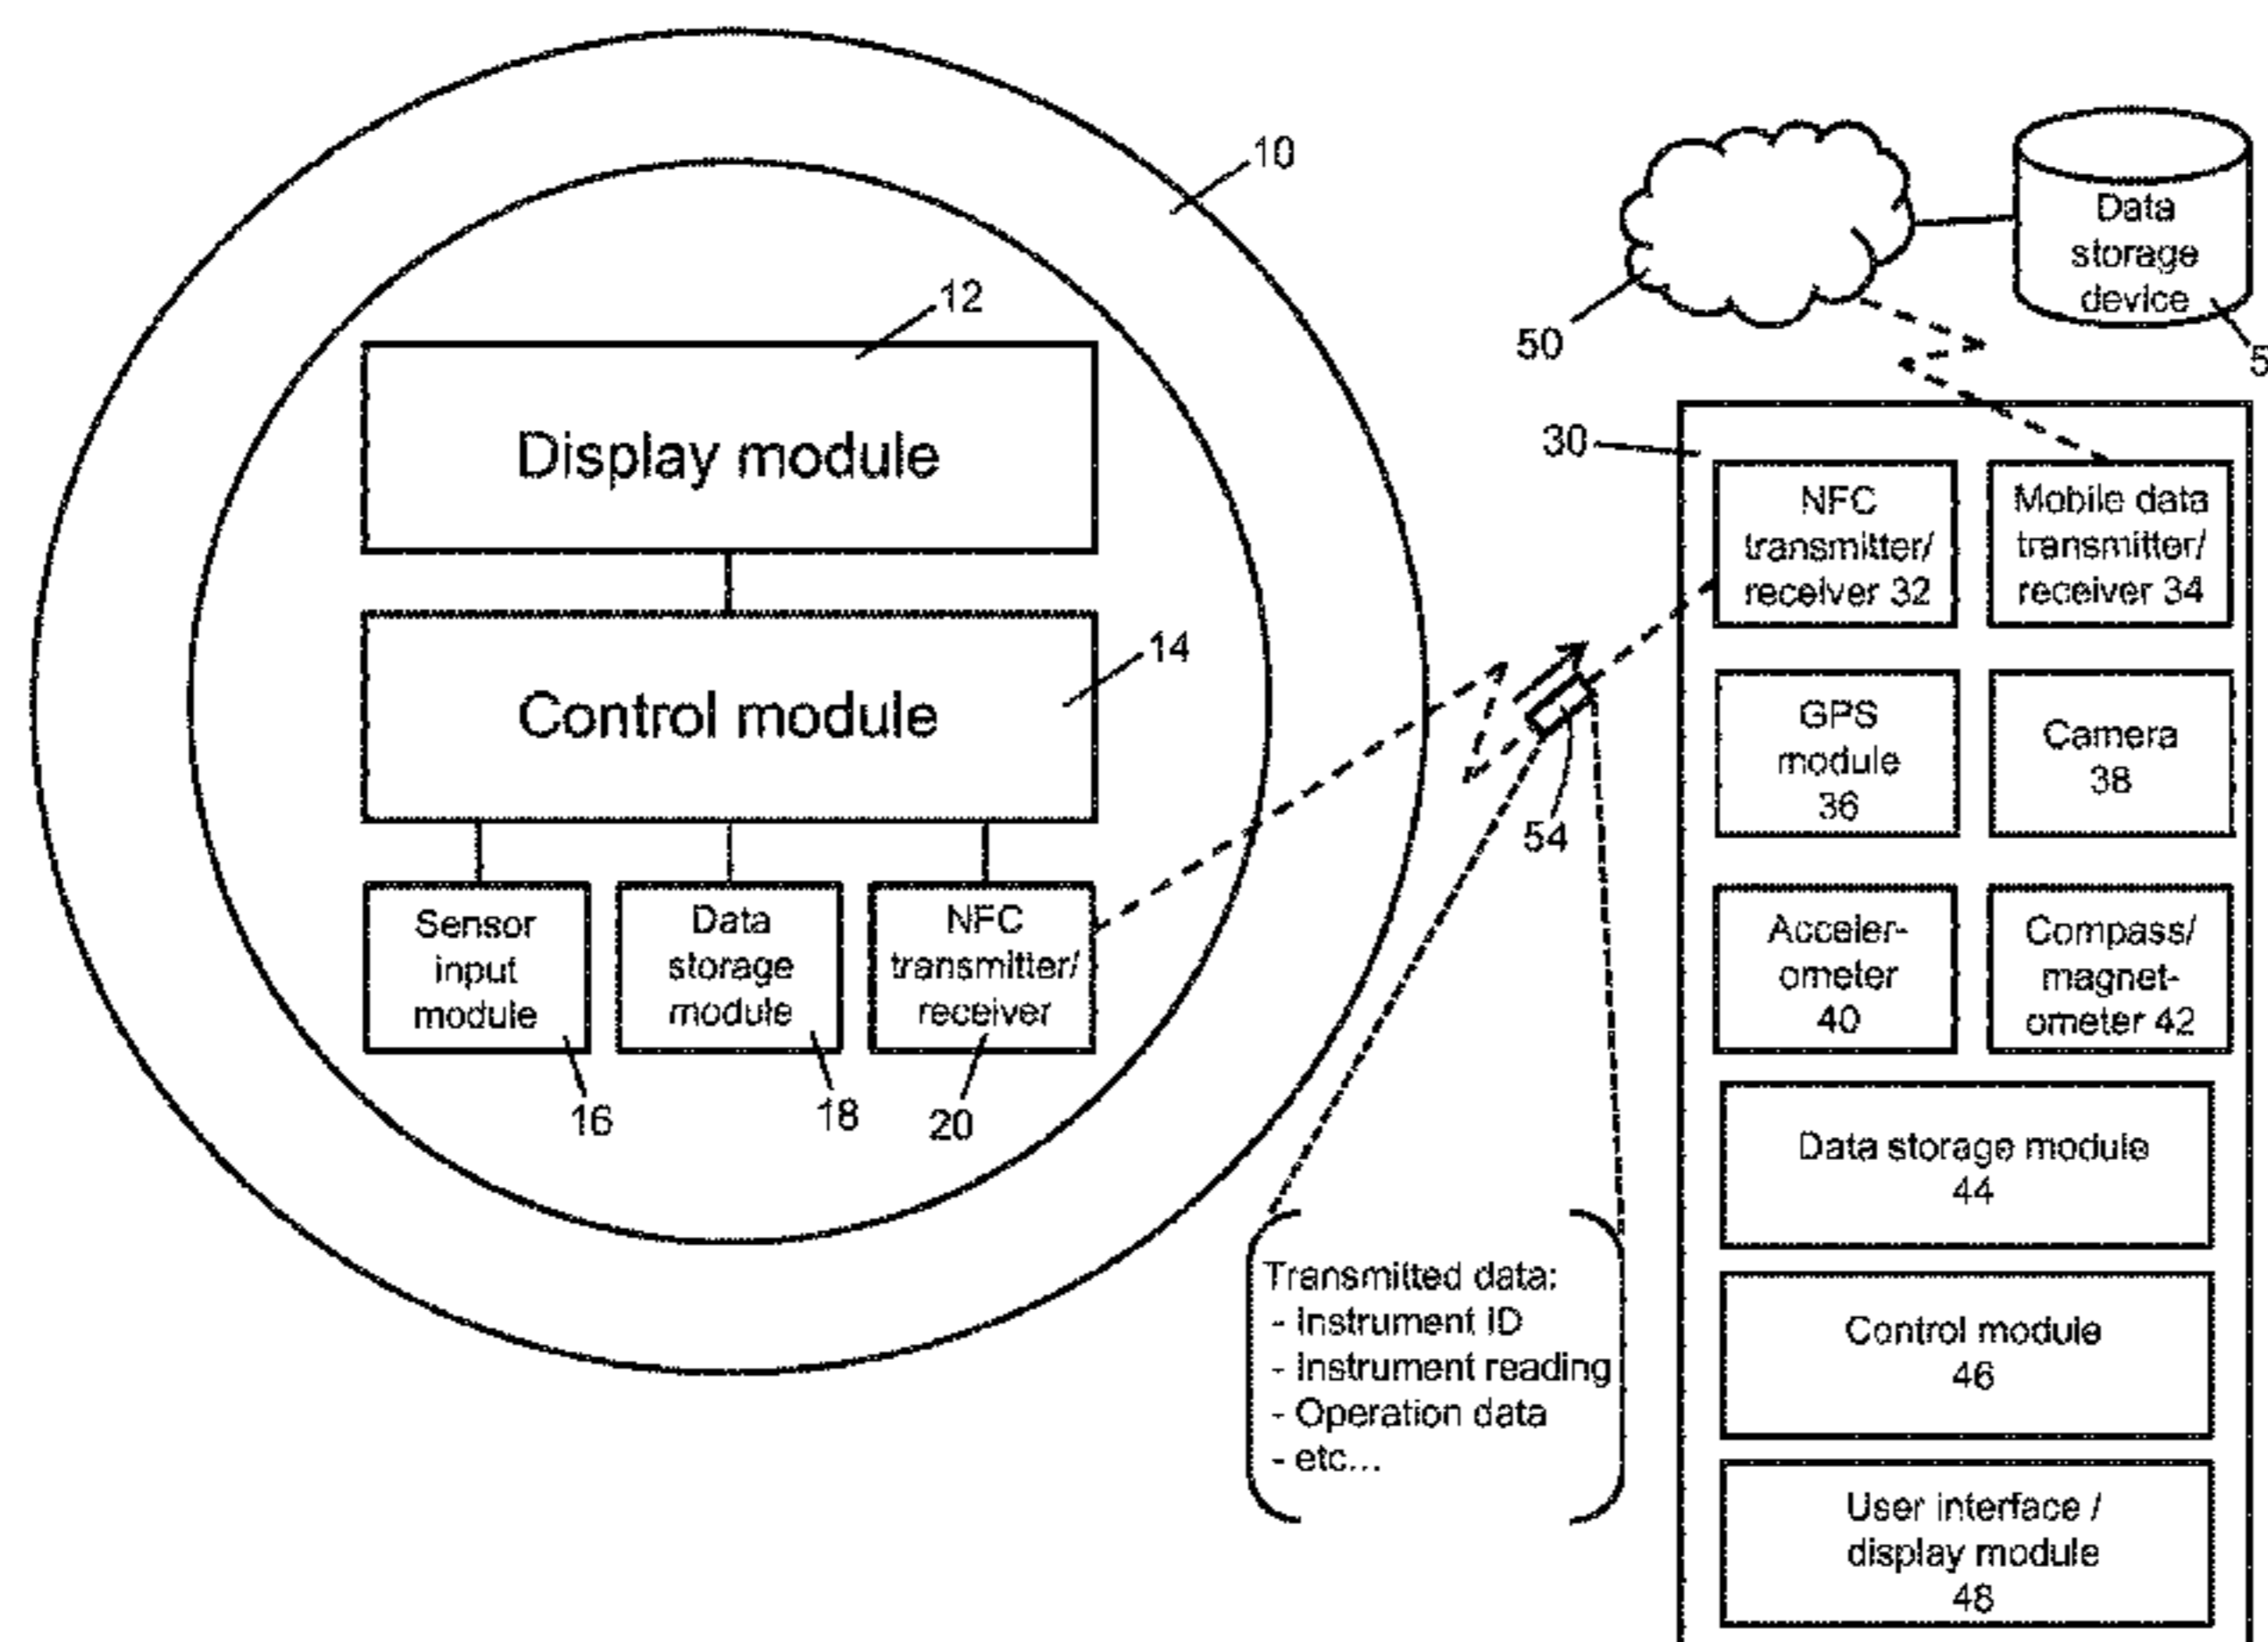 10
12
Display module
14
Control module
Sensor
input
module
16
Data
storage
module
18
NFC
transmitter/
receiver
20
50
Data
storage
device
5
30
NFC
transmitter/
receiver 32
Mobile data
transmitter/
receiver 34
GPS
module
36
Camera
38
Acceler-
ometer
40
Compass/
magnet-
ometer 42
Data storage module
44
Control module
46
User interface /
display module
48
54
Transmitted data:
- Instrument ID
- Instrument reading
- Operation data
- etc...